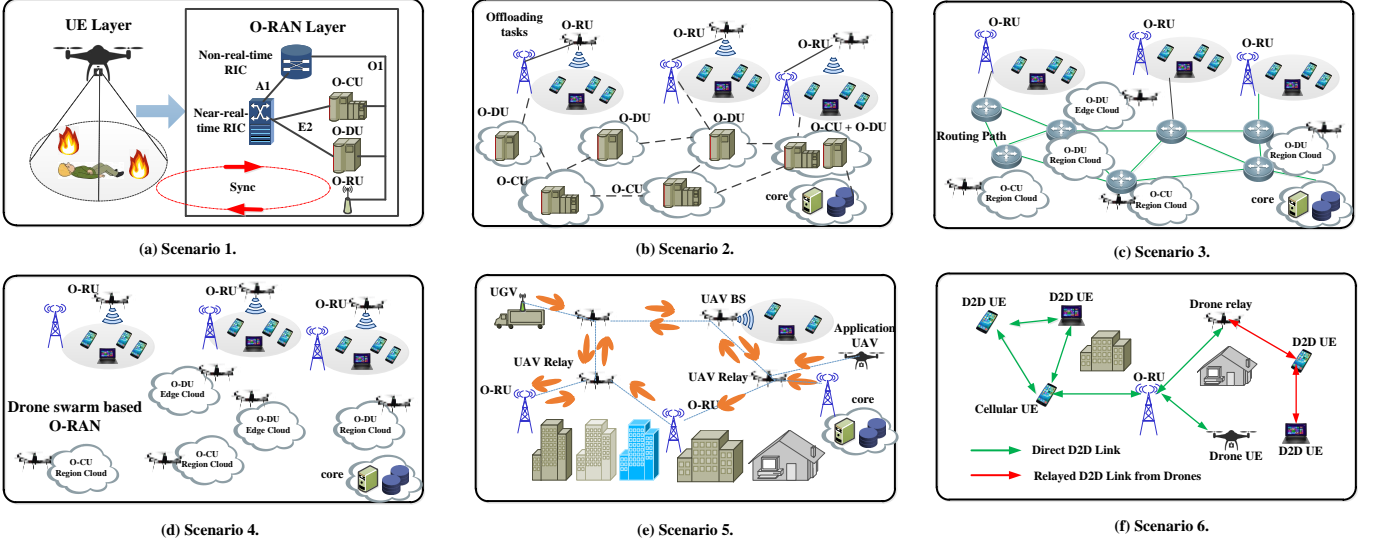 UE Layer
O-RAN Layer
Non-real-time
RIC
O1
A1
O-CU
Near-real-
time RIC
E2
O-DU
O-RU
Sync
(a) Scenario 1.
Offloading
tasks
O-RU
O-RU
O-RU
O-DU
O-DU
O-DU
O-CU + O-DU
O-CU
O-CU
core
(b) Scenario 2.
O-RU
O-RU
O-RU
O-DU
Edge Cloud
Routing Path
O-DU
Region Cloud
O-DU
Region Cloud
O-CU
Region Cloud
O-CU
Region Cloud
core
(c) Scenario 3.
O-RU
O-RU
O-RU
O-DU
Edge Cloud
Drone swarm based
O-RAN
O-DU
Edge Cloud
O-DU
Region Cloud
O-CU
Region Cloud
O-CU
Region Cloud
core
(d) Scenario 4.
UGV
UAV BS
Application
UAV
UAV Relay
UAV Relay
O-RU
O-RU
core
(e) Scenario 5.
D2D UE
D2D UE
Drone relay
D2D UE
O-RU
Cellular UE
Drone UE
D2D UE
Direct D2D Link
Relayed D2D Link from Drones
(f) Scenario 6.